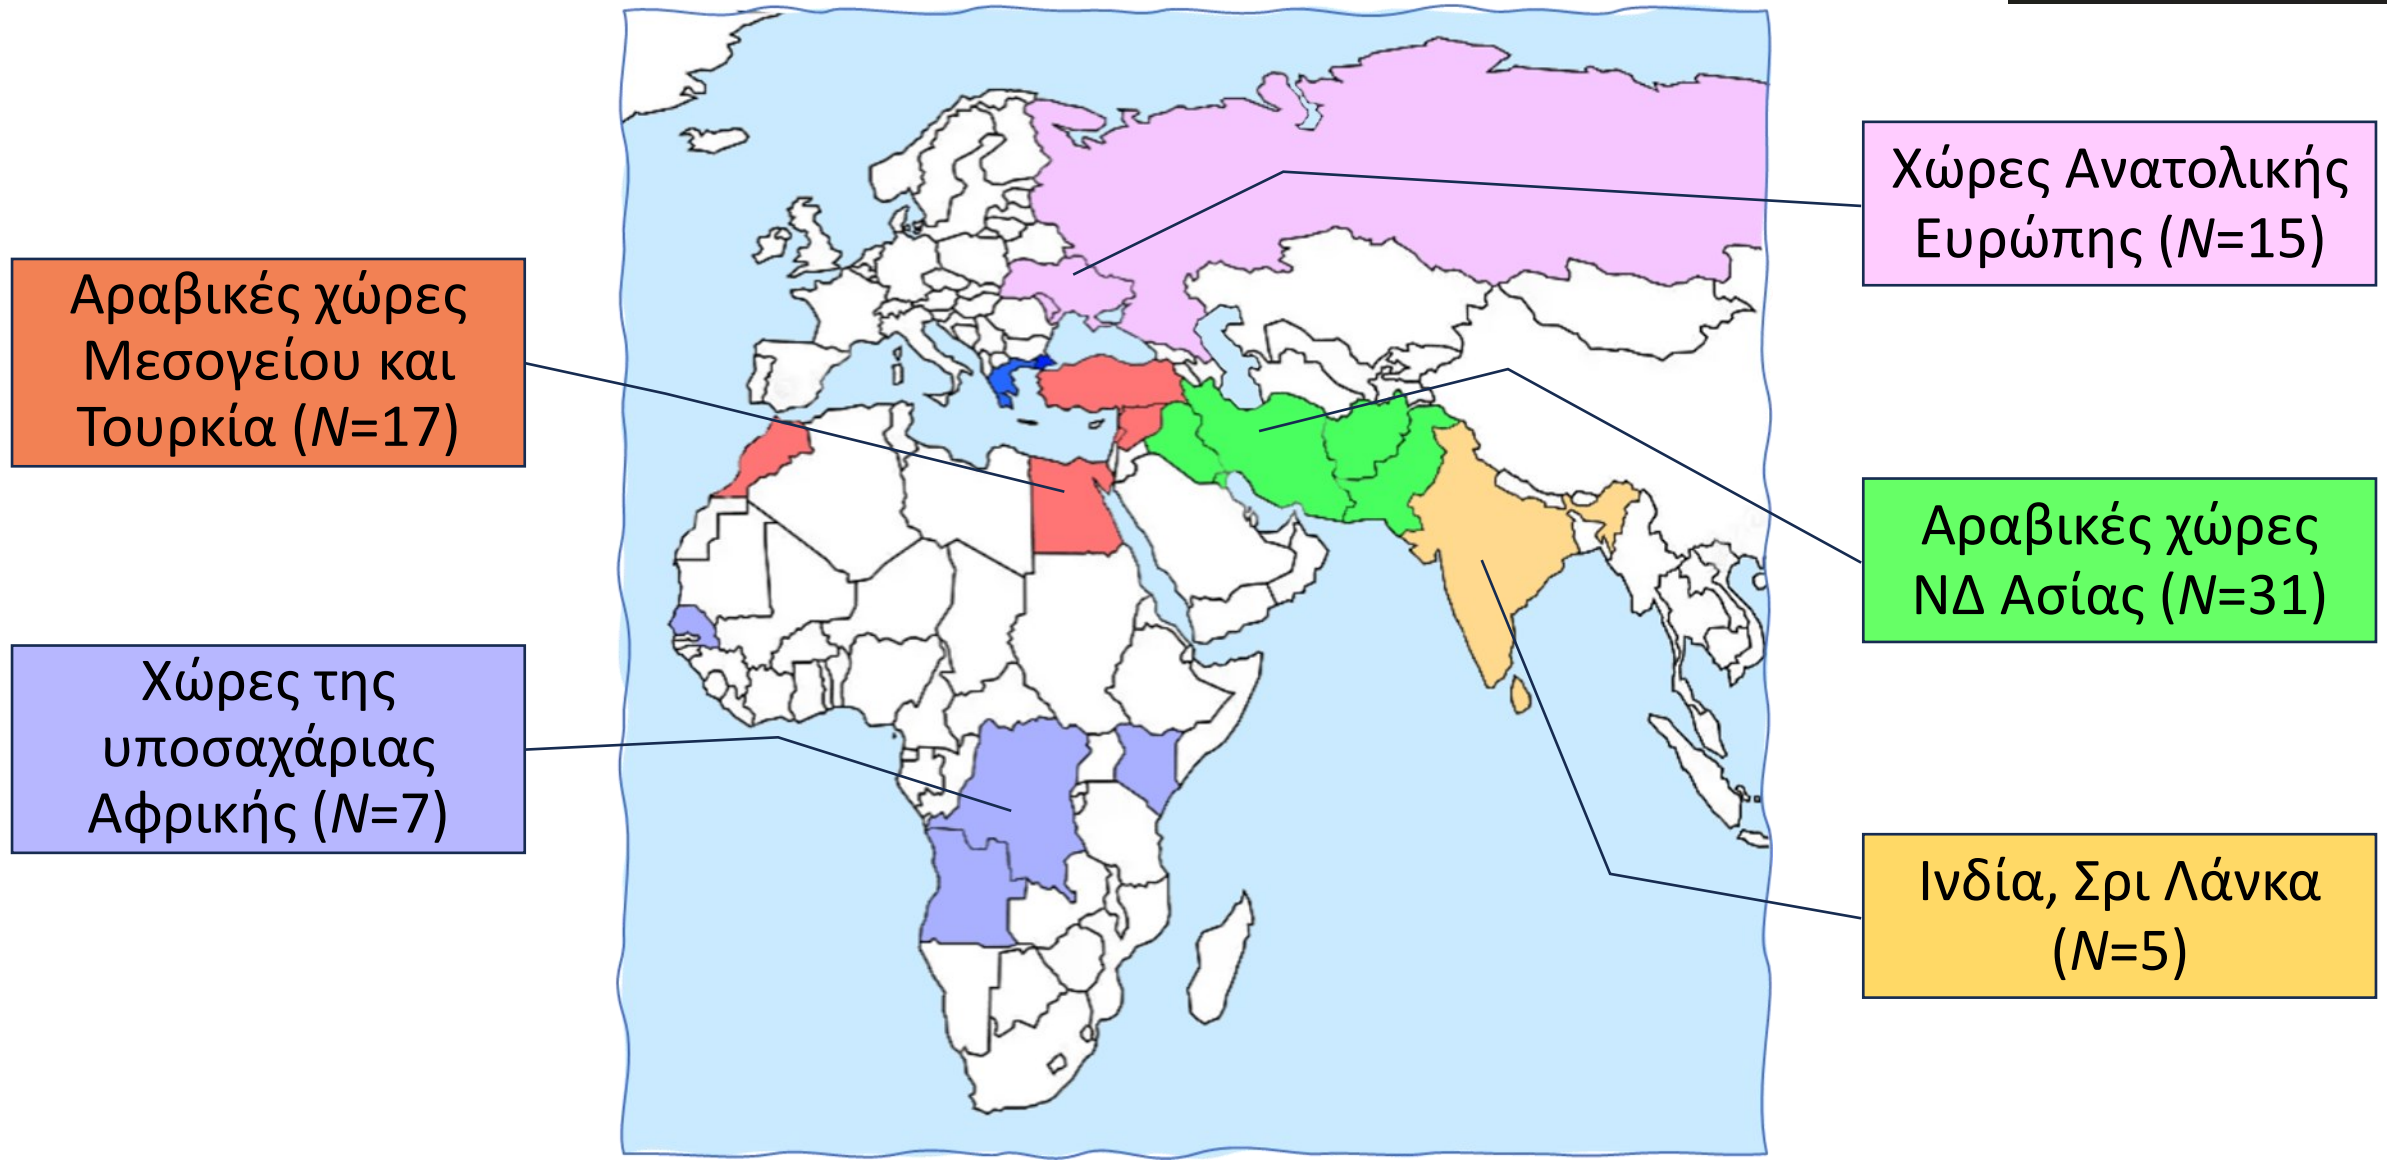 Χώρες Ανατολικής
Ευρώπης (N=15)
Αραβικές χώρες
Μεσογείου και
Τουρκία (N=17)
Αραβικές χώρες
ΝΔ Ασίας (N=31)
Χώρες της
υποσαχάριας
Αφρικής (N=7)
Ινδία, Σρι Λάνκα
(N=5)